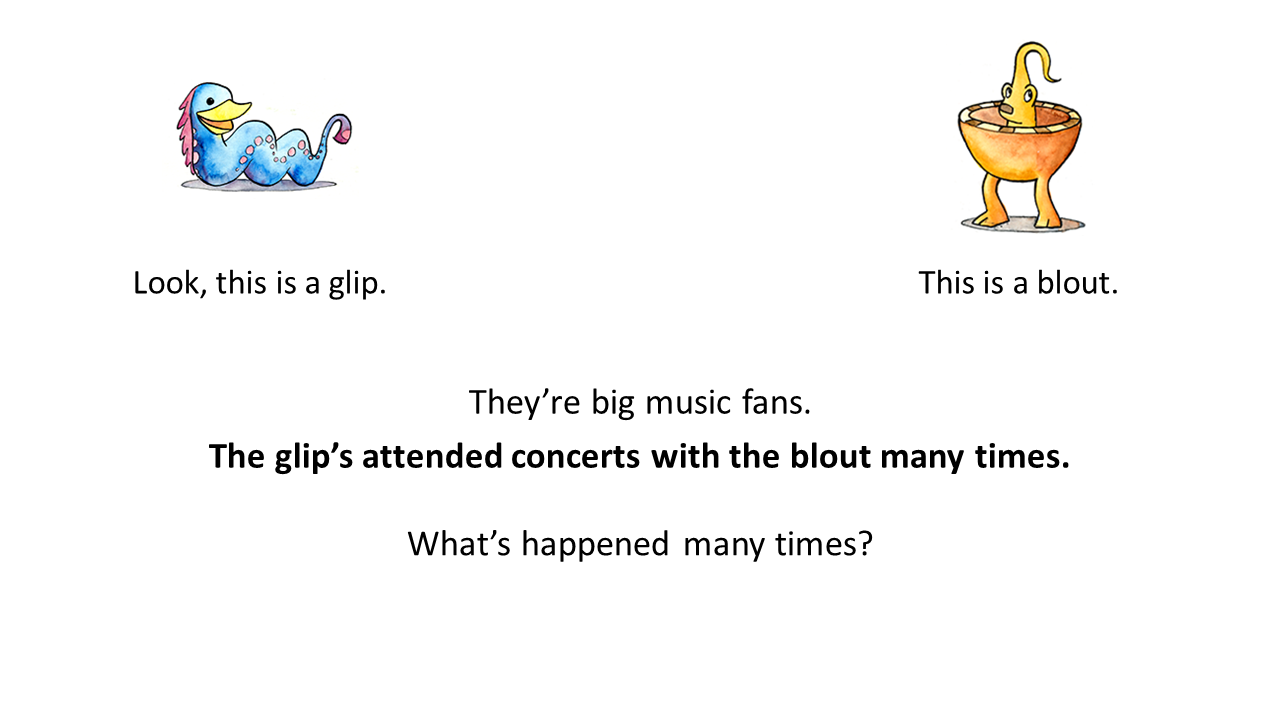 Look, this is a glip.
This is a blout.
They’re big music fans.
The glip’s attended concerts with the blout many times.
What’s happened many times?